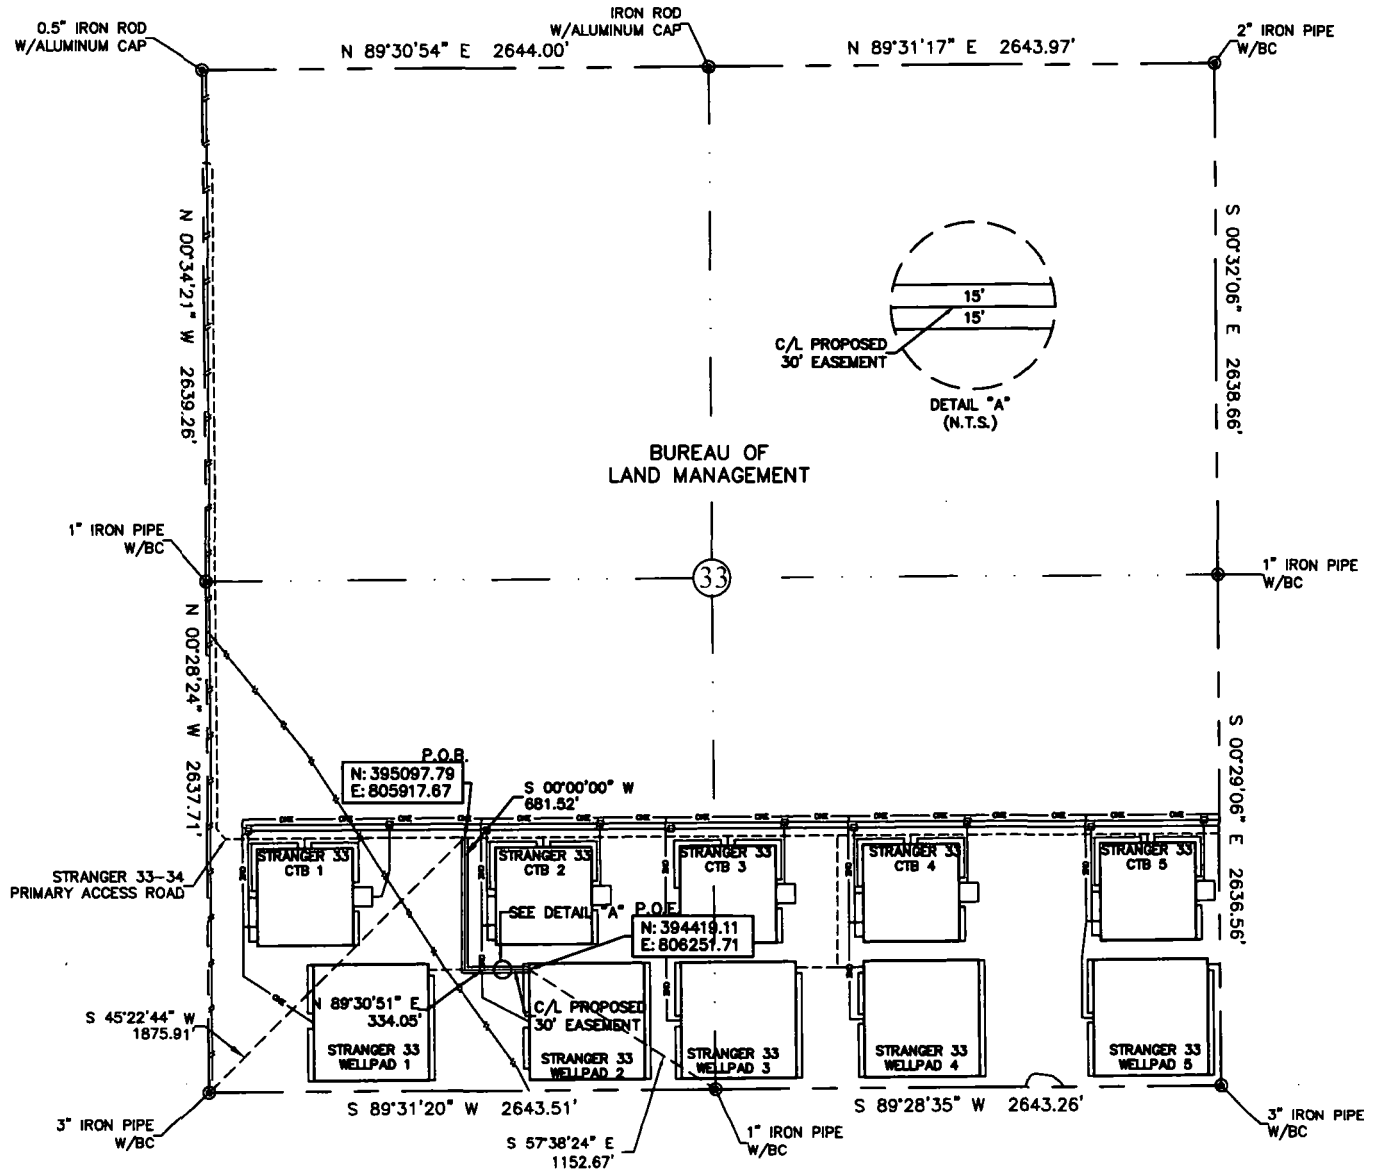 0.5" IRON ROD
W/ALUMINUM CAP
N 89°30'54" E 2644.00'
IRON ROD
W/ALUMINUM CAP
N 89°31'17" E 2643.97'
2" IRON PIPE
W/BC
N 00°34'21" W 2639.26'
S 00°32'06" E 2638.66'
15'
15'
C/L PROPOSED
30' EASEMENT
DETAIL "A"
(N.T.S.)
BUREAU OF
LAND MANAGEMENT
1" IRON PIPE
W/BC
33
1" IRON PIPE
W/BC
N 00°28'24" W 2637.71'
S 00°29'06" E 2636.56'
P.O.B.
N: 395097.79
E: 805917.67
S 00°00'00" W
681.52'
STRANGER 33-34
PRIMARY ACCESS ROAD
STRANGER 33
CTB 1
STRANGER 33
CTB 2
STRANGER 33
CTB 3
STRANGER 33
CTB 4
STRANGER 33
CTB 5
SEE DETAIL "A"
P.O.E.
N: 394419.11
E: 806251.71
N 89°30'51" E
334.05'
C/L PROPOSED
30' EASEMENT
S 45°22'44" W
1875.91'
STRANGER 33
WELLPAD 1
STRANGER 33
WELLPAD 2
STRANGER 33
WELLPAD 3
STRANGER 33
WELLPAD 4
STRANGER 33
WELLPAD 5
3" IRON PIPE
W/BC
S 89°31'20" W 2643.51'
S 57°38'24" E
1152.67'
1" IRON PIPE
W/BC
S 89°28'35" W 2643.26'
3" IRON PIPE
W/BC